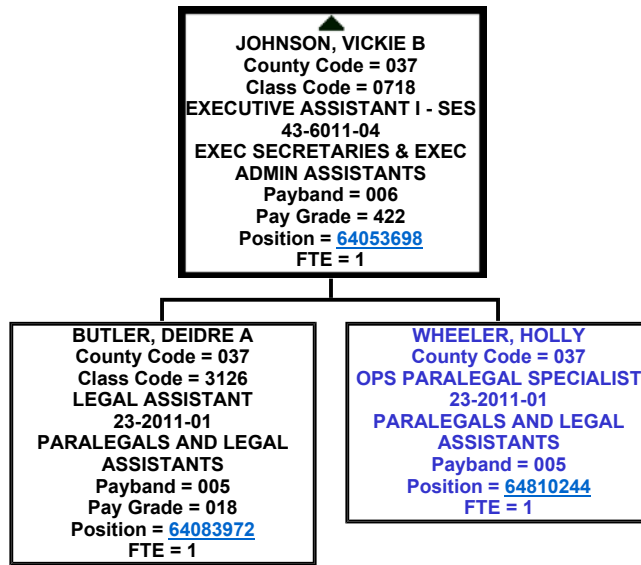 JOHNSON, VICKIE B
County Code = 037
Class Code = 0718
EXECUTIVE ASSISTANT I - SES
43-6011-04
EXEC SECRETARIES & EXEC
ADMIN ASSISTANTS
Payband = 006
Pay Grade = 422
Position = 64053698
FTE = 1
BUTLER, DEIDRE A
County Code = 037
Class Code = 3126
LEGAL ASSISTANT
23-2011-01
PARALEGALS AND LEGAL
ASSISTANTS
Payband = 005
Pay Grade = 018
Position = 64083972
FTE = 1
WHEELER, HOLLY
County Code = 037
OPS PARALEGAL SPECIALIST
23-2011-01
PARALEGALS AND LEGAL
ASSISTANTS
Payband = 005
Position = 64810244
FTE = 1